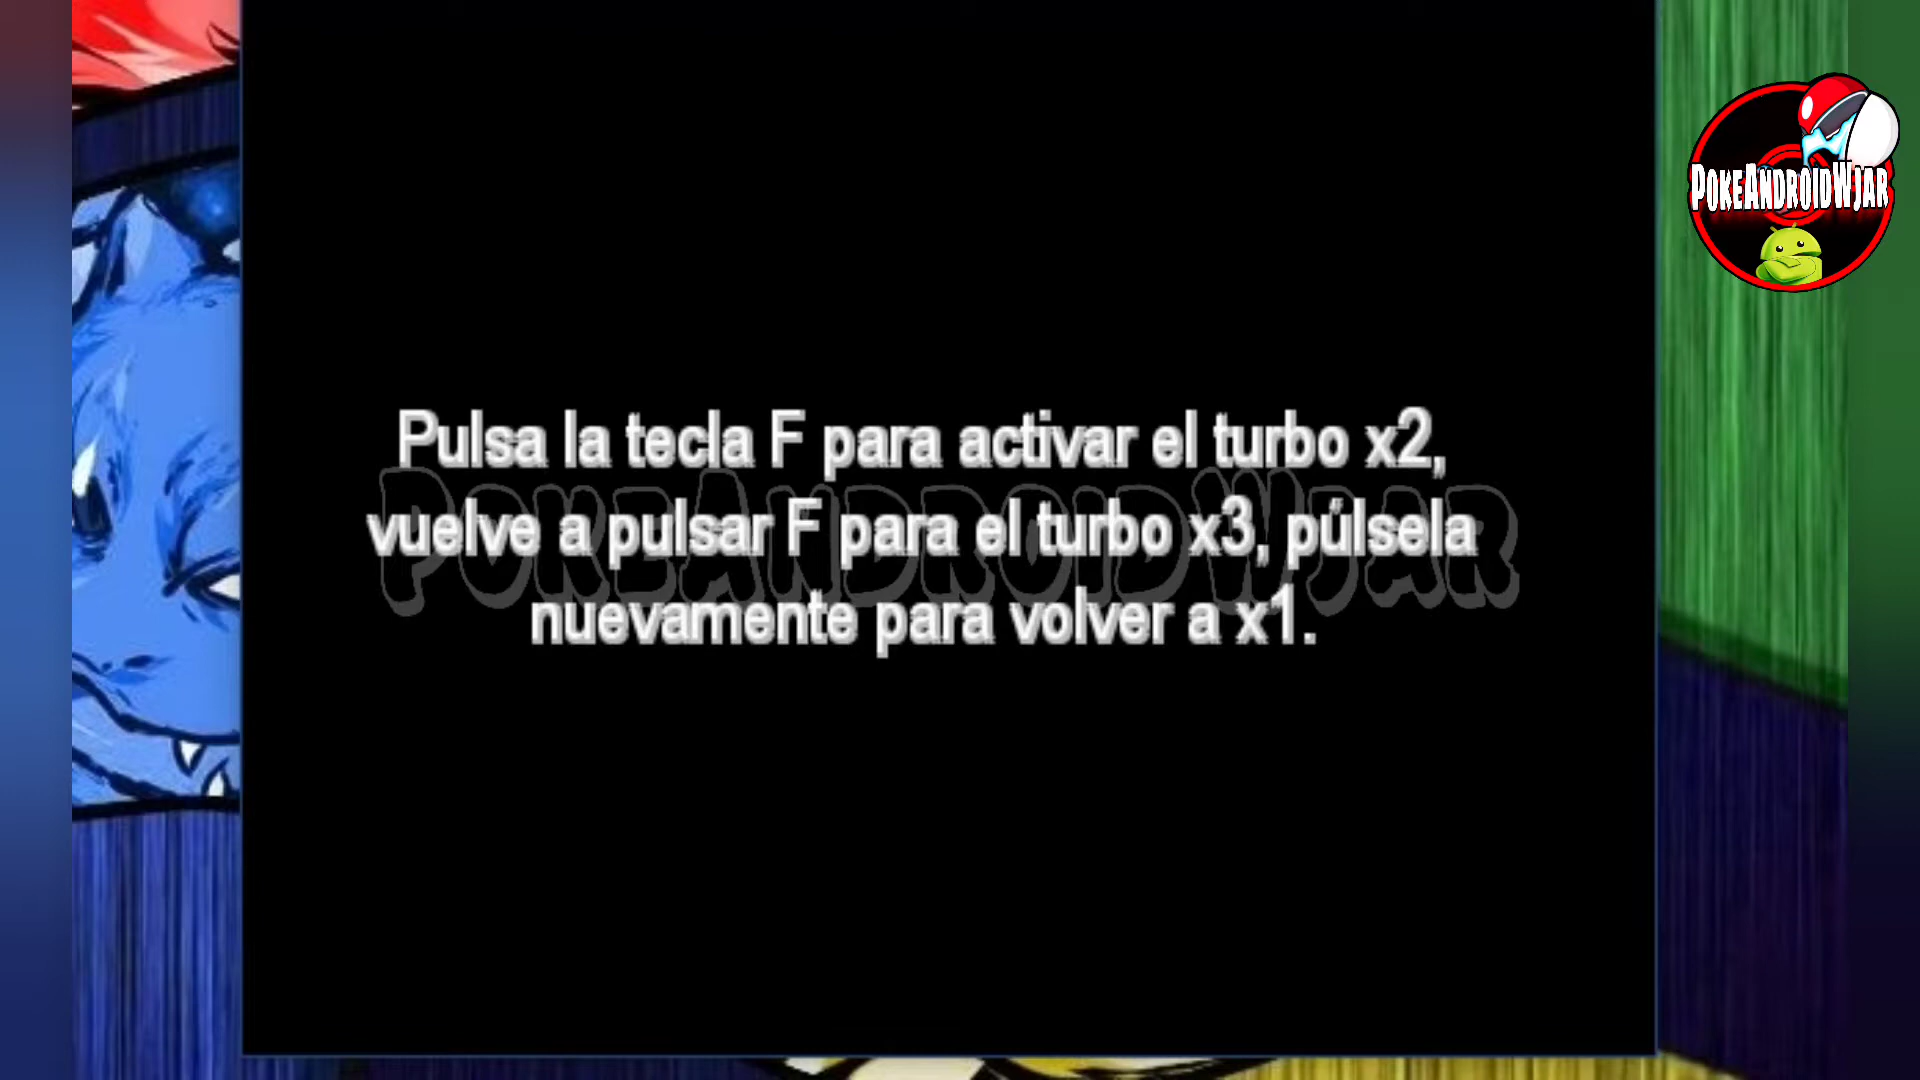 POKEANDROIDWJAR
Pulsa la tecla F para activar el turbo x2,
vuelve a pulsar F para el turbo x3, púlsela
nuevamente para volver a x1.
POKEANDROIDWJAR